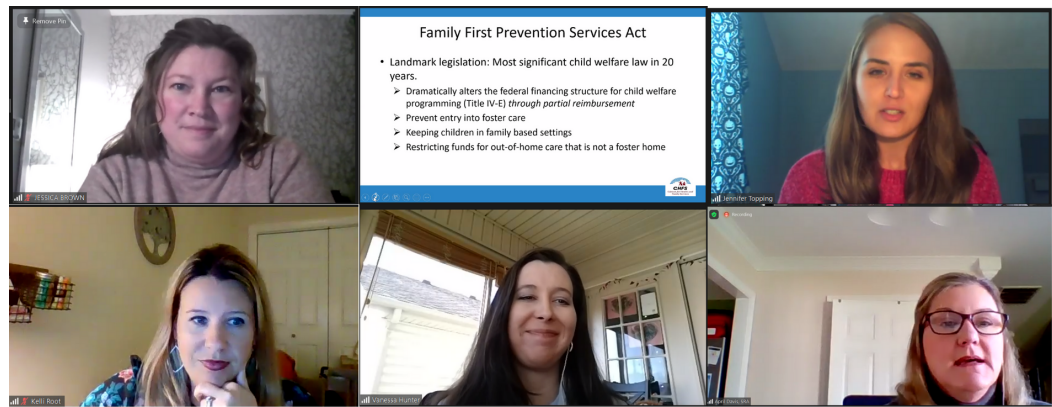 Remove Pin
JESSICA BROWN
Family First Prevention Services Act
• Landmark legislation: Most significant child welfare law in 20
years.
➤ Dramatically alters the federal financing structure for child welfare
programming (Title IV-E) through partial reimbursement
➤ Prevent entry into foster care
➤ Keeping children in family based settings
➤ Restricting funds for out-of-home care that is not a foster home
CHFS
Jennifer Topping
Kelli Root
Vanessa Hunter
Recording
April Davis,